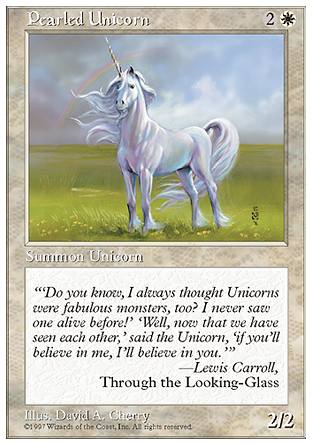 Pearled Unicorn 2
Summon Unicorn
“‘Do you know, I always thought Unicorns
were fabulous monsters, too? I never saw
one alive before!’ ‘Well, now that we have
seen each other,’ said the Unicorn, ‘if you’ll
believe in me, I’ll believe in you.’”
—Lewis Carroll,
Through the Looking-Glass
Illus. David A. Cherry
©1997 Wizards of the Coast, Inc. All rights reserved. 2/2